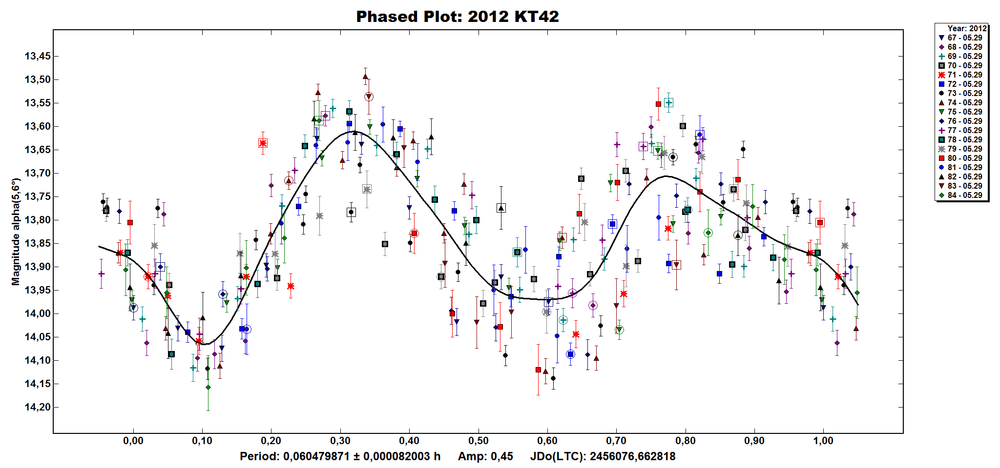 Phased Plot: 2012 KT42
Magnitude alpha(5,6°)
13,45
13,50
13,55
13,60
13,65
13,70
13,75
13,80
13,85
13,90
13,95
14,00
14,05
14,10
14,15
14,20
0,00 0,10 0,20 0,30 0,40 0,50 0,60 0,70 0,80 0,90 1,00
Period: 0,060479871 ± 0,000082003 h Amp: 0,45 JDo(LTC): 2456076,662818
Year: 2012
67 - 05.29
68 - 05.29
69 - 05.29
70 - 05.29
71 - 05.29
72 - 05.29
73 - 05.29
74 - 05.29
75 - 05.29
76 - 05.29
77 - 05.29
78 - 05.29
79 - 05.29
80 - 05.29
81 - 05.29
82 - 05.29
83 - 05.29
84 - 05.29